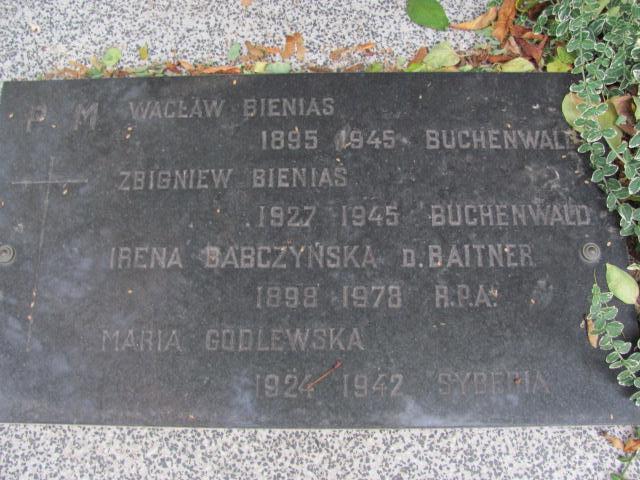 P M WACŁAW BIENIAS
1895 1945 BUCHENWALD
ZBIGNIEW BIENIAS
1927 1945 BUCHENWALD
IRENA BABCZYŃSKA D. BAITNER
1898 1978 R.P.A.
MARIA GODLEWSKA
1924 1942 SYBERIA